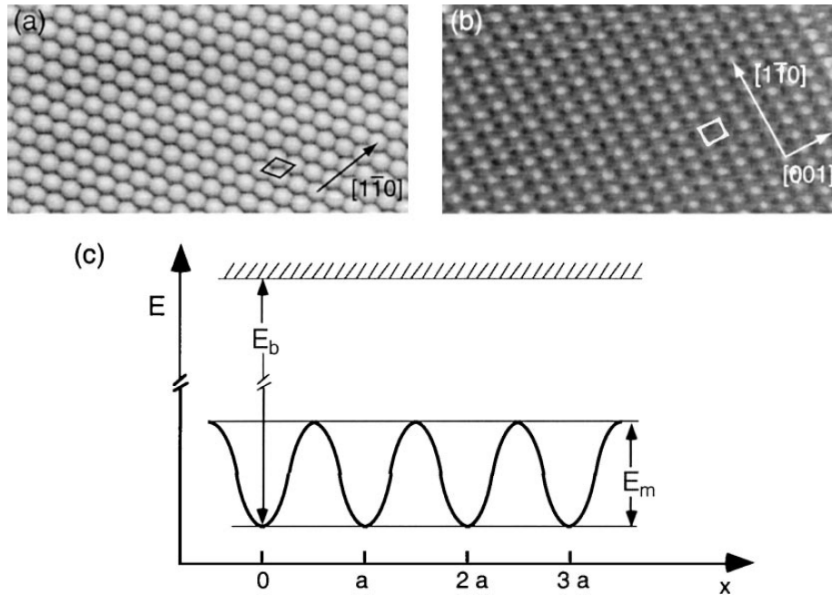 (a)
[11̄0]
(b)
[11̄0]
[001]
(c)
E
E_b
E_m
0
a
2 a
3 a
x